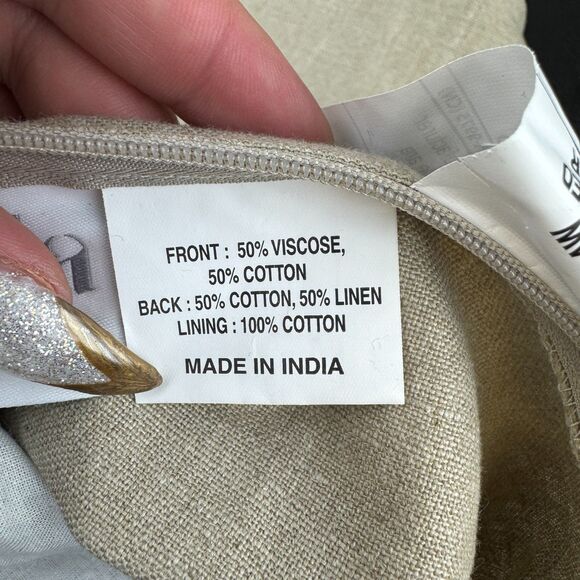 FRONT : 50% VISCOSE,
50% COTTON
BACK : 50% COTTON, 50% LINEN
LINING : 100% COTTON
MADE IN INDIA